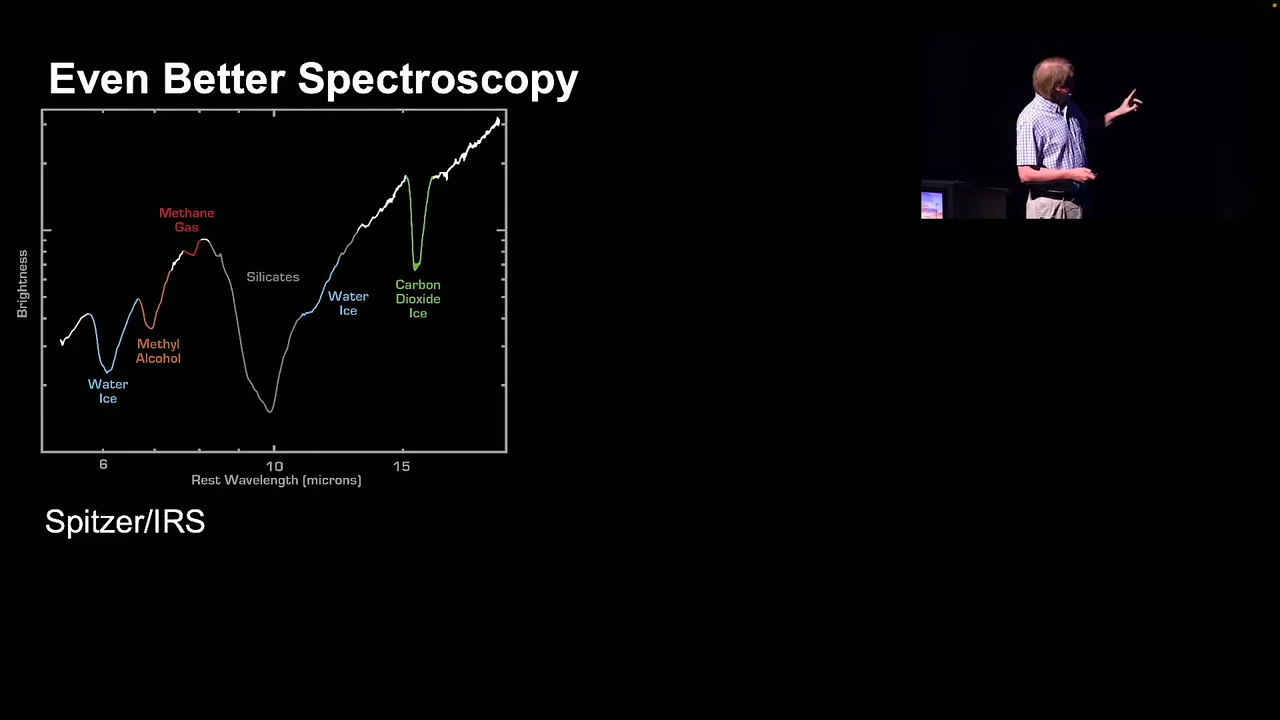 Even Better Spectroscopy
Methane
Gas
Silicates
Brightness
Water
Ice
Carbon
Dioxide
Ice
Methyl
Alcohol
Water
Ice
6
10
15
Rest Wavelength (microns)
Spitzer/IRS